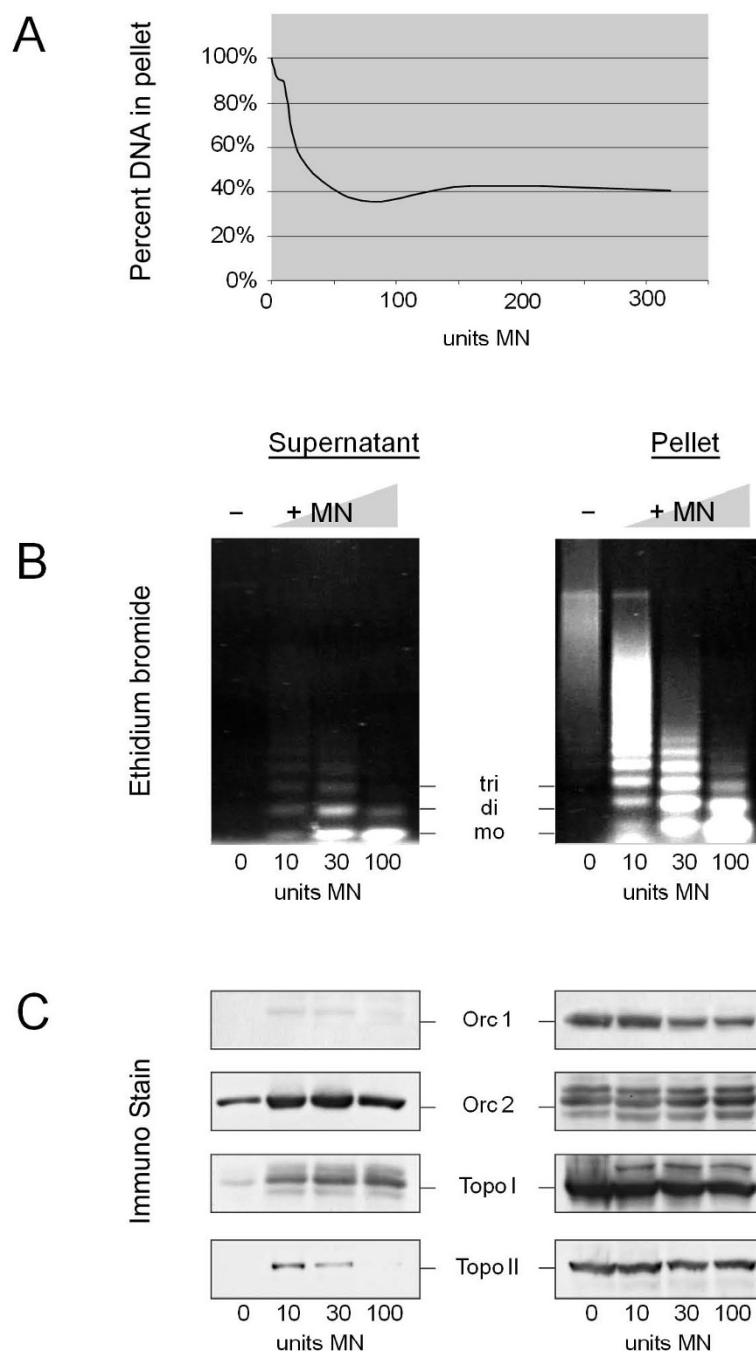 A
Percent DNA in pellet
100%
80%
60%
40%
20%
0%
0 100 200 300
units MN
Supernatant Pellet
– + MN – + MN
B
Ethidium bromide
tri
di
mo
0 10 30 100 0 10 30 100
units MN units MN
C
Immuno Stain
Orc 1
Orc 2
Topo I
Topo II
0 10 30 100 0 10 30 100
units MN units MN